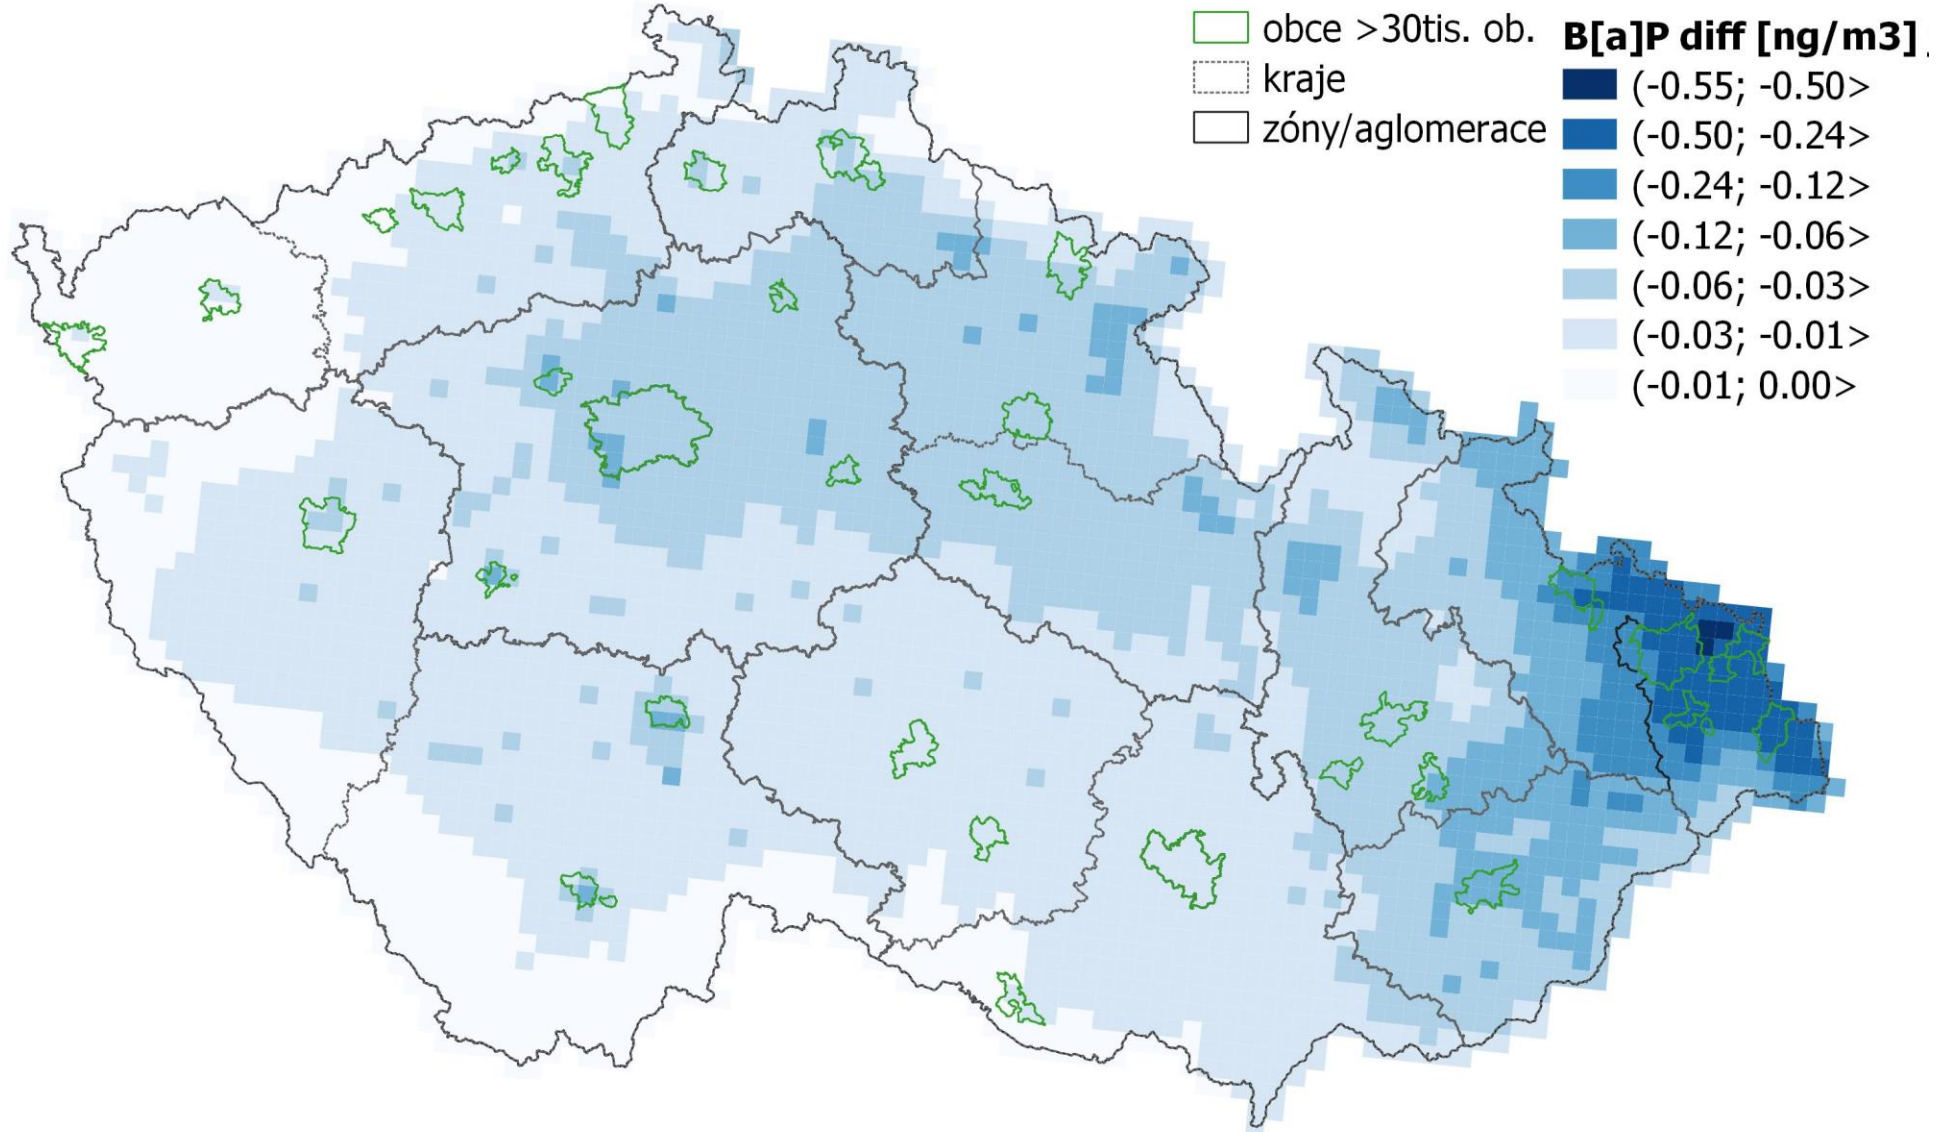 obce >30tis. ob.
kraje
zóny/aglomerace
B[a]P diff [ng/m3]
(-0.55; -0.50>
(-0.50; -0.24>
(-0.24; -0.12>
(-0.12; -0.06>
(-0.06; -0.03>
(-0.03; -0.01>
(-0.01; 0.00>